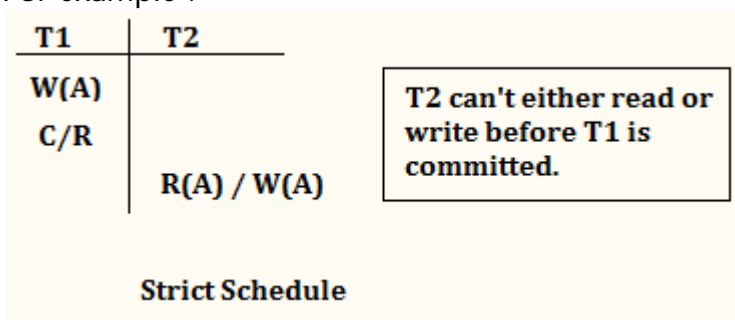 T1 T2
W(A)
C/R
R(A) / W(A)
T2 can't either read or
write before T1 is
committed.
Strict Schedule